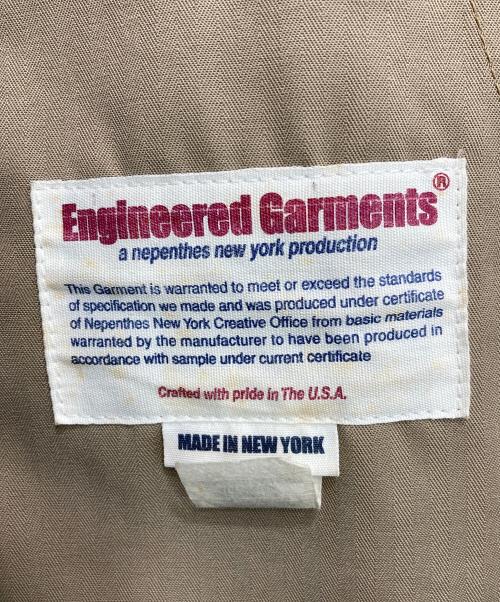 Engineered Garments®
a nepenthes new york production
This Garment is warranted to meet or exceed the standards
of specification we made and was produced under certificate
of Nepenthes New York Creative Office from basic materials
warranted by the manufacturer to have been produced in
accordance with sample under current certificate
Crafted with pride in The U.S.A.
MADE IN NEW YORK